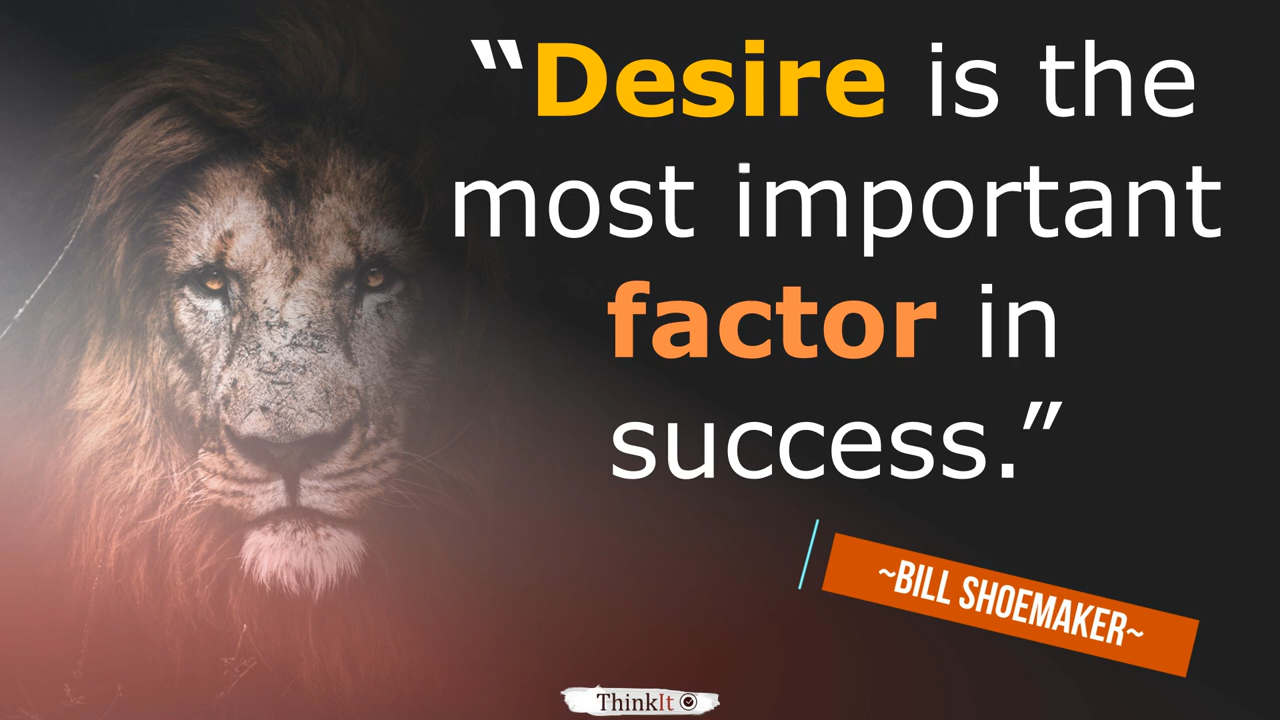 “Desire is the
most important
factor in
success.”
~BILL SHOEMAKER~
ThinkIt